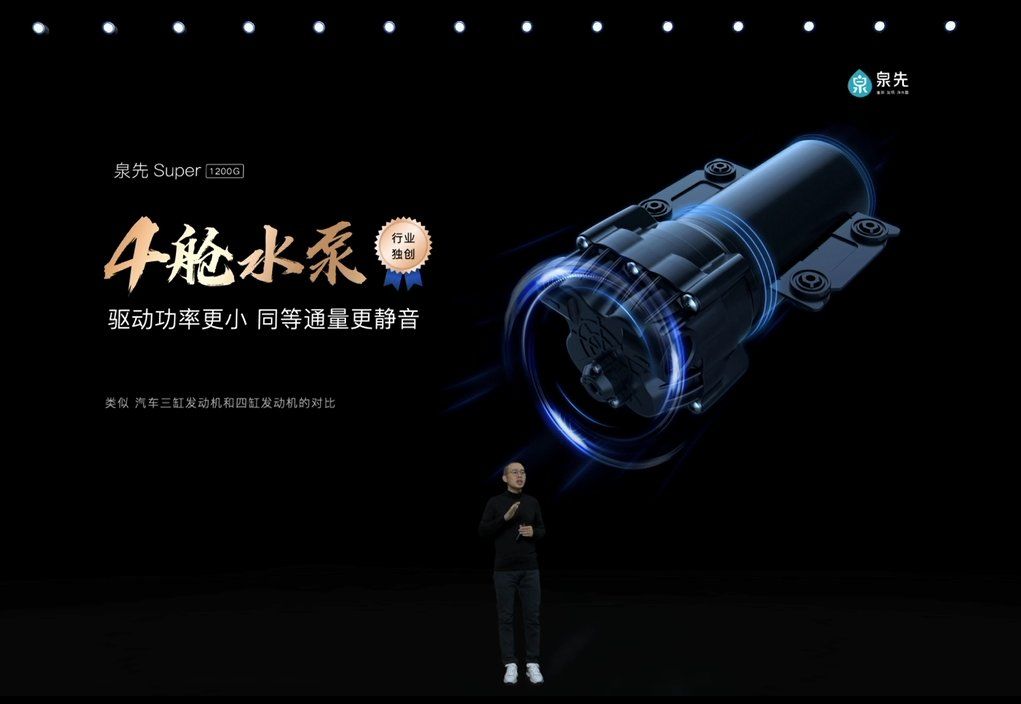 泉 泉先
泉先 Super 1200G
4舱水泵
行业
独创
驱动功率更小 同等通量更静音
类似 汽车三缸发动机和四缸发动机的对比